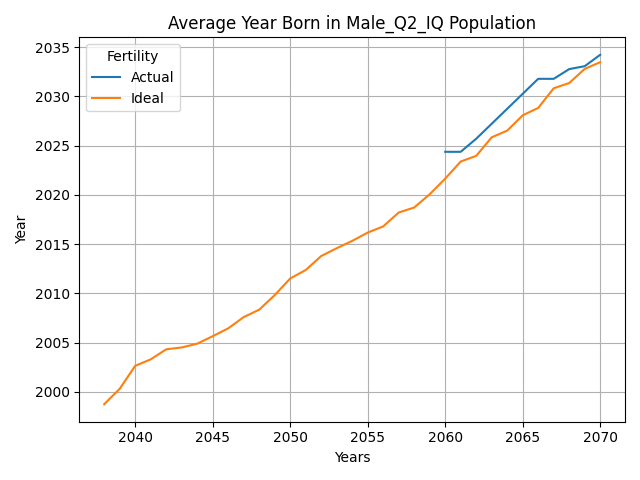 Average Year Born in Male_Q2_IQ Population
Fertility
Actual
Ideal
Year
2035
2030
2025
2020
2015
2010
2005
2000
2040 2045 2050 2055 2060 2065 2070
Years